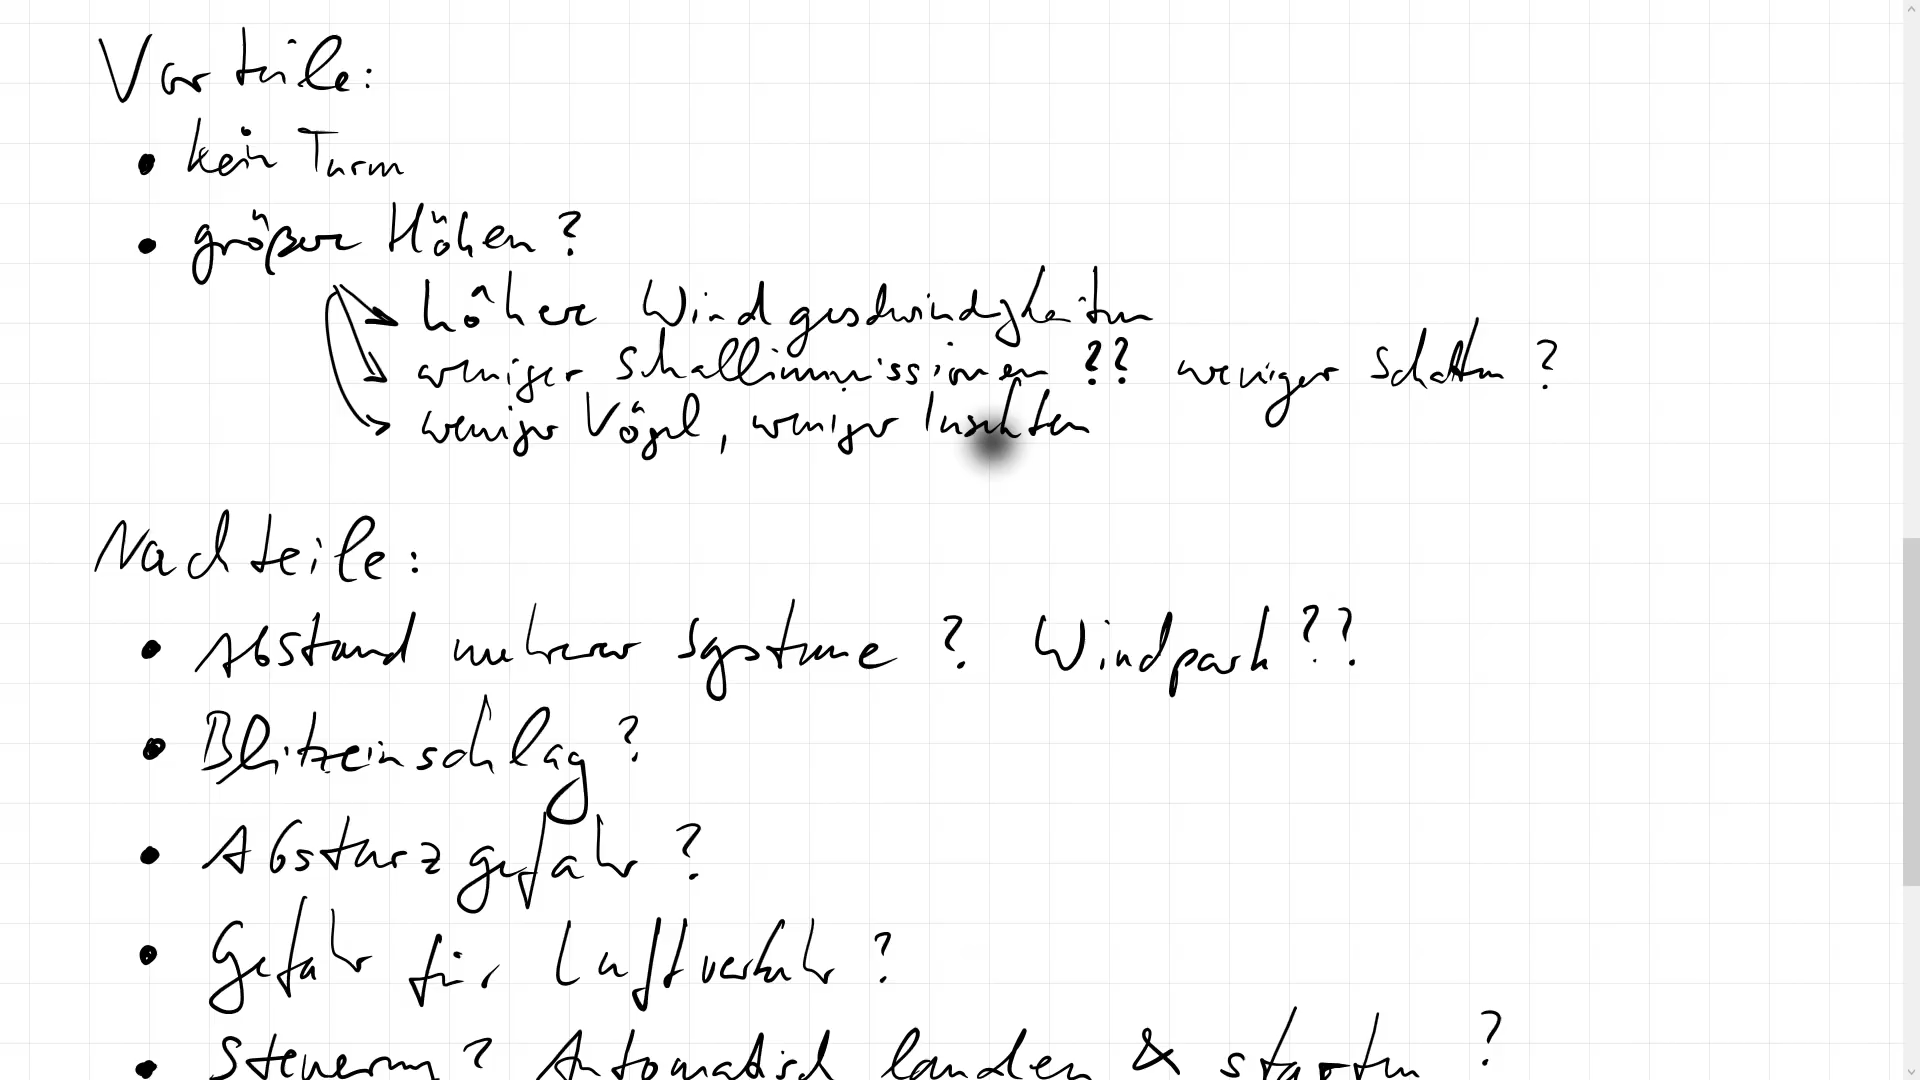 Vorteile:
• kein Turm
• größere Höhen?
höhere Windgeschwindigkeiten
weniger Schallimmissionen ?? weniger Schatten ?
weniger Vögel, weniger Insekten
Nachteile:
• Abstand mehrerer Systeme ? Windpark ??
• Blitzeinschlag ?
• Absturzgefahr ?
• Gefahr für Luftverkehr ?
• Steuerung ? Automatisch landen & starten ?